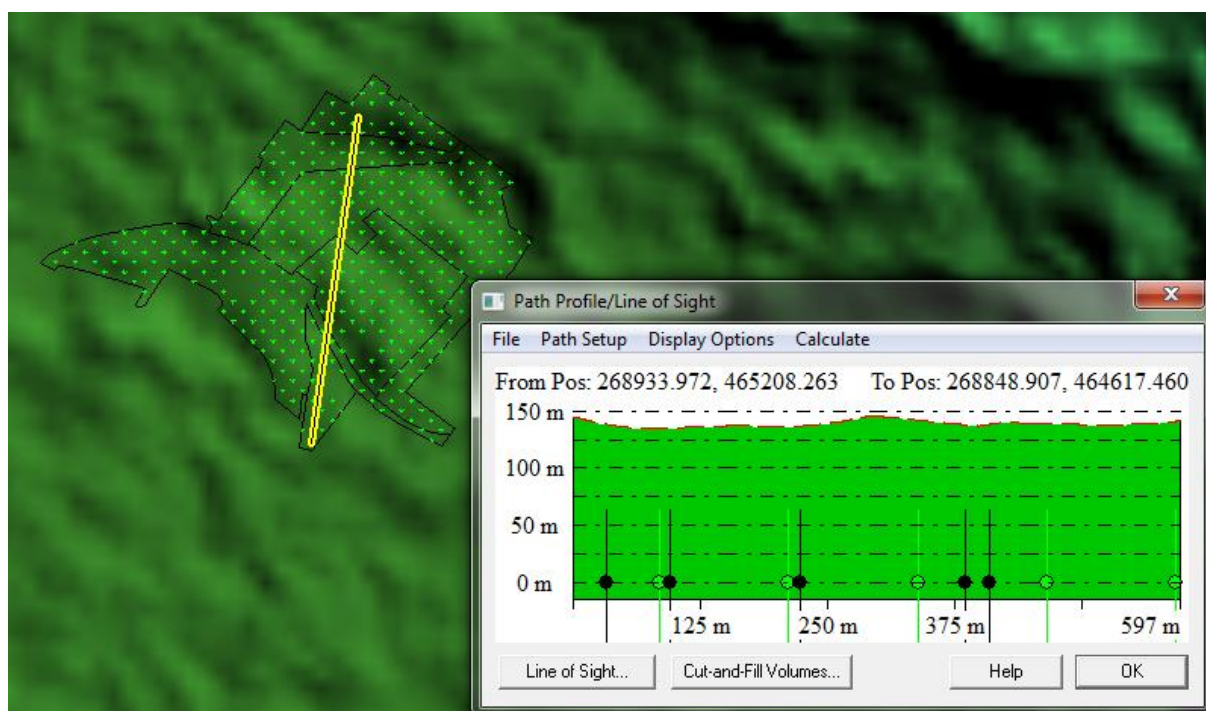 Path Profile/Line of Sight
File Path Setup Display Options Calculate
From Pos: 268933.972, 465208.263 To Pos: 268848.907, 464617.460
150 m
100 m
50 m
0 m
125 m 250 m 375 m 597 m
Line of Sight... Cut-and-Fill Volumes... Help OK